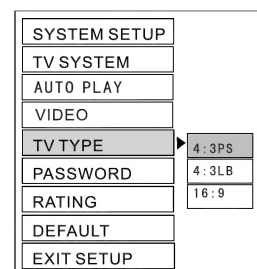 SYSTEM SETUP
TV SYSTEM
AUTO PLAY
VIDEO
TV TYPE
4:3PS
PASSWORD
4:3LB
RATING
16:9
DEFAULT
EXIT SETUP